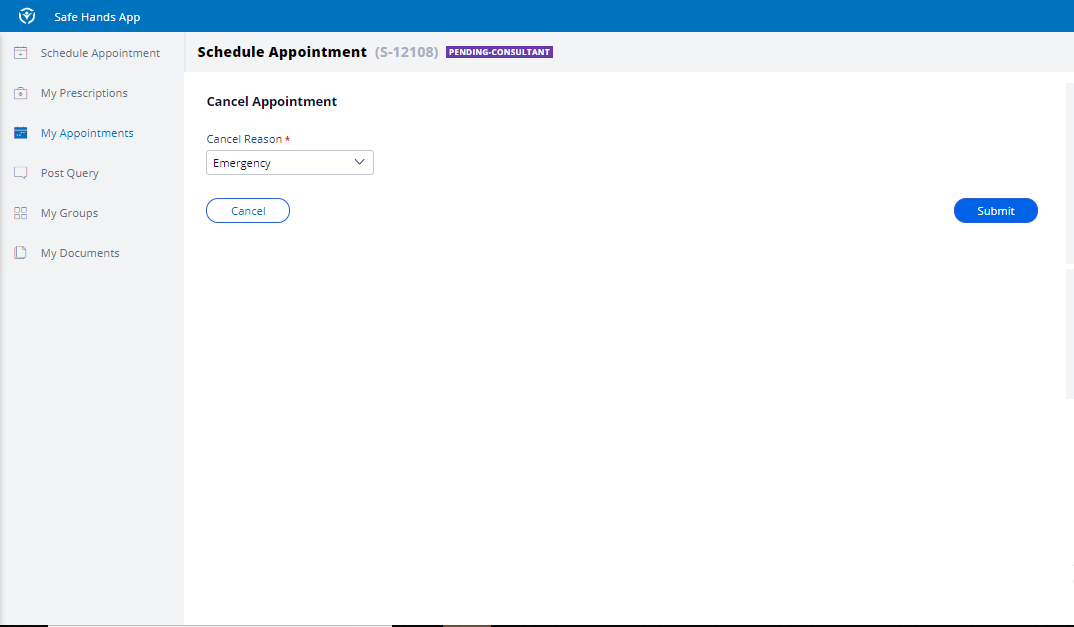 Safe Hands App
Schedule Appointment
My Prescriptions
My Appointments
Post Query
My Groups
My Documents
Schedule Appointment (S-12108) PENDING-CONSULTANT
Cancel Appointment
Cancel Reason *
Emergency
Cancel
Submit